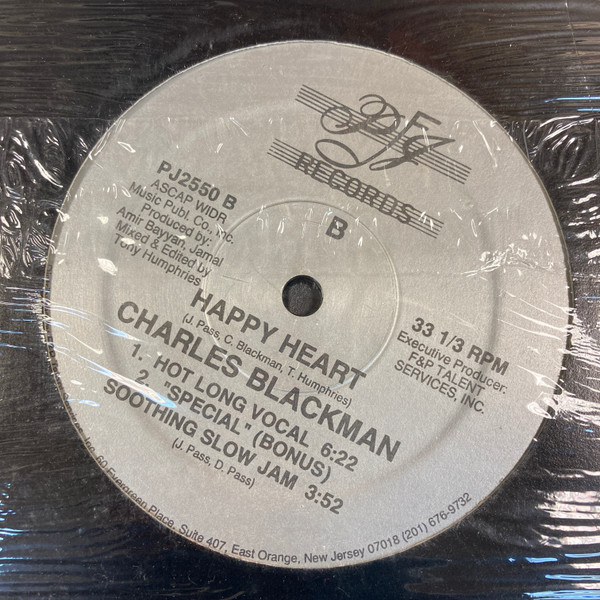 PFJ
RECORDS
B
PJ2550 B
ASCAP WIDR
Music Publ. Co., Inc.
Produced by:
Amir Bayyan, Jamal
Mixed & Edited by
Tony Humphries
33 1/3 RPM
Executive Producer:
F&P TALENT
SERVICES, INC.
HAPPY HEART
(J. Pass, C. Blackman, T. Humphries)
CHARLES BLACKMAN
1. HOT LONG VOCAL 6:22
2. "SPECIAL" (BONUS)
SOOTHING SLOW JAM 3:52
(J. Pass, D. Pass)
Inc. 60 Evergreen Place, Suite 407, East Orange, New Jersey 07018 (201) 676-9732